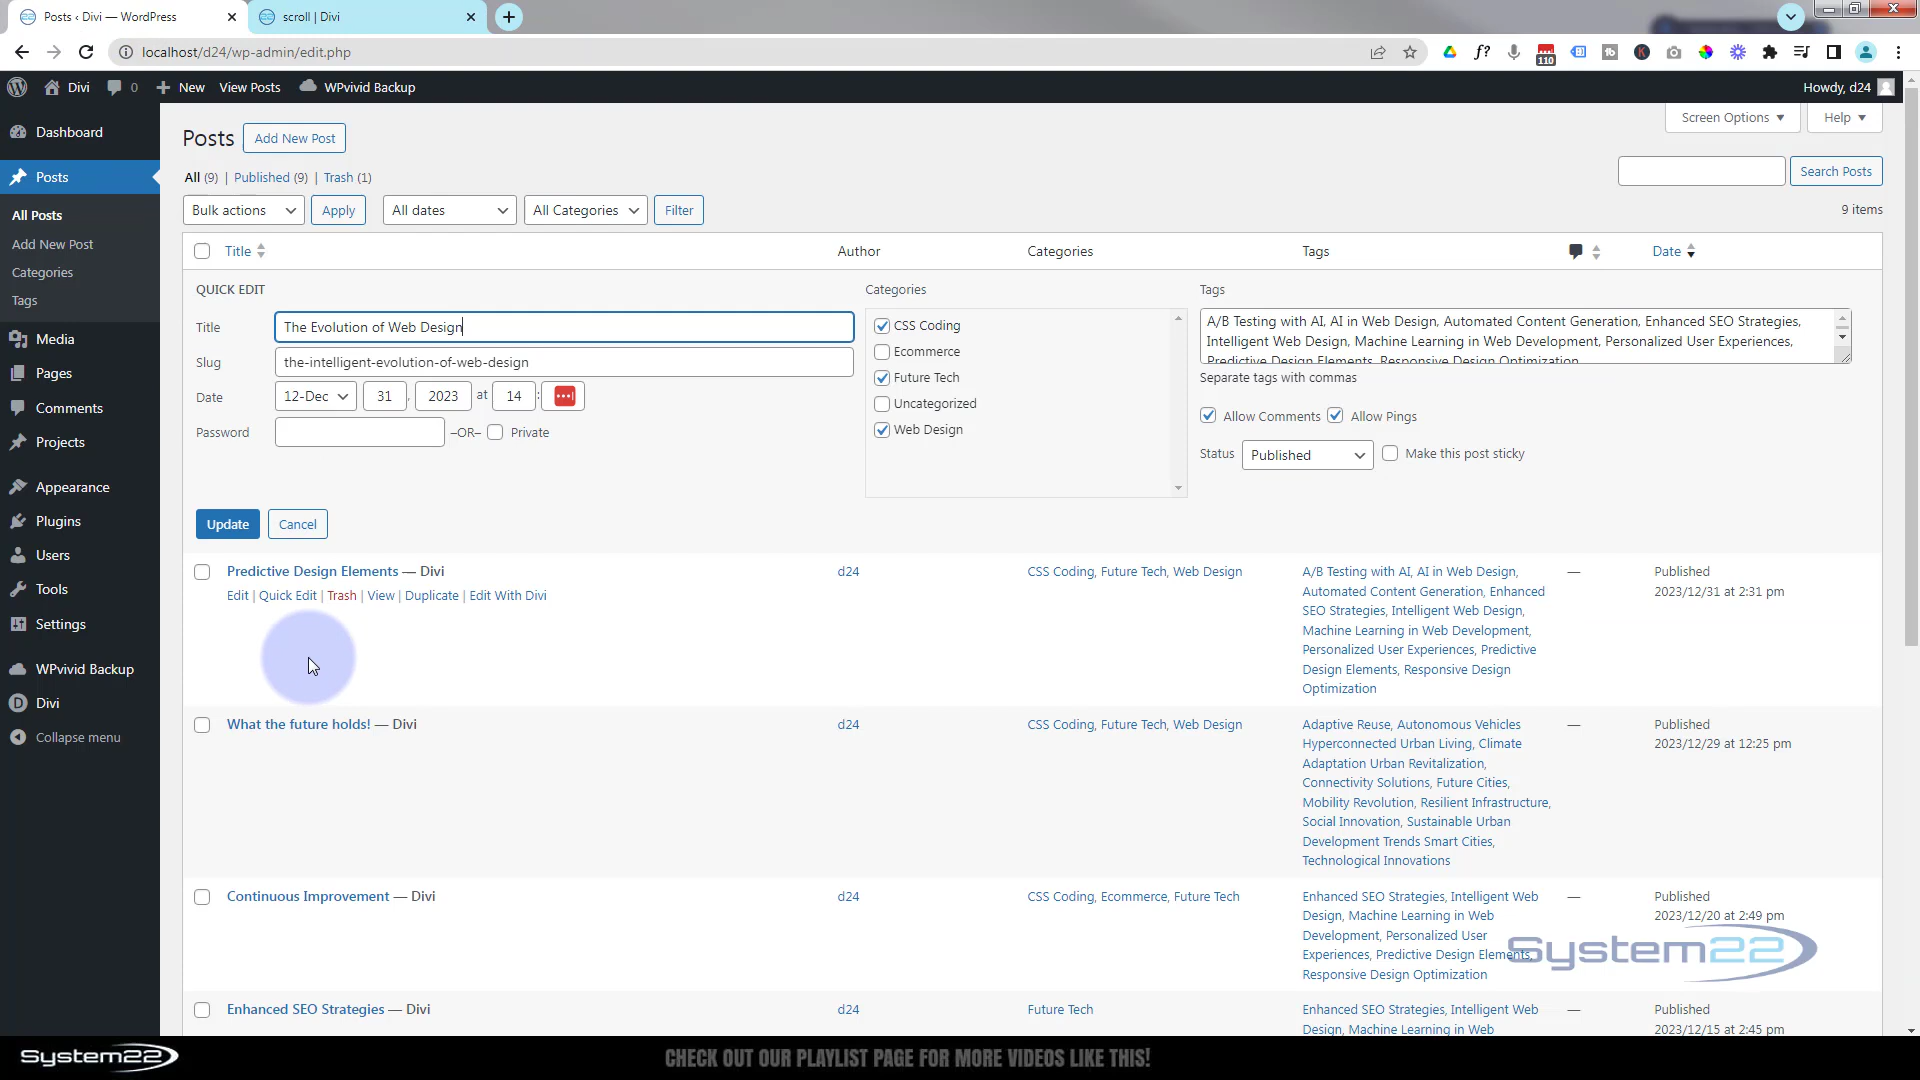 Posts ‹ Divi — WordPress
scroll | Divi
localhost/d24/wp-admin/edit.php
110
Divi
0
New
View Posts
WPvivid Backup
Howdy, d24
Dashboard
Posts
All Posts
Add New Post
Categories
Tags
Media
Pages
Comments
Projects
Appearance
Plugins
Users
Tools
Settings
WPvivid Backup
Divi
Collapse menu
Posts
Add New Post
Screen Options
Help
All (9) | Published (9) | Trash (1)
Search Posts
Bulk actions
Apply
All dates
All Categories
Filter
9 items
Title
Author
Categories
Tags
Date
QUICK EDIT
Title
The Evolution of Web Design
Slug
the-intelligent-evolution-of-web-design
Date
12-Dec
31
,
2023
at
14
:
Password
–OR–
Private
Categories
CSS Coding
Ecommerce
Future Tech
Uncategorized
Web Design
Tags
A/B Testing with AI, AI in Web Design, Automated Content Generation, Enhanced SEO Strategies,
Intelligent Web Design, Machine Learning in Web Development, Personalized User Experiences,
Predictive Design Elements, Responsive Design Optimization
Separate tags with commas
Allow Comments
Allow Pings
Status
Published
Make this post sticky
Update
Cancel
Predictive Design Elements — Divi
Edit | Quick Edit | Trash | View | Duplicate | Edit With Divi
d24
CSS Coding, Future Tech, Web Design
A/B Testing with AI, AI in Web Design,
Automated Content Generation, Enhanced
SEO Strategies, Intelligent Web Design,
Machine Learning in Web Development,
Personalized User Experiences, Predictive
Design Elements, Responsive Design
Optimization
—
Published
2023/12/31 at 2:31 pm
What the future holds! — Divi
d24
CSS Coding, Future Tech, Web Design
Adaptive Reuse, Autonomous Vehicles
Hyperconnected Urban Living, Climate
Adaptation Urban Revitalization,
Connectivity Solutions, Future Cities,
Mobility Revolution, Resilient Infrastructure,
Social Innovation, Sustainable Urban
Development Trends Smart Cities,
Technological Innovations
—
Published
2023/12/29 at 12:25 pm
Continuous Improvement — Divi
d24
CSS Coding, Ecommerce, Future Tech
Enhanced SEO Strategies, Intelligent Web
Design, Machine Learning in Web
Development, Personalized User
Experiences, Predictive Design Elements,
Responsive Design Optimization
—
Published
2023/12/20 at 2:49 pm
System22
Enhanced SEO Strategies — Divi
d24
Future Tech
Enhanced SEO Strategies, Intelligent Web
Design, Machine Learning in Web
—
Published
2023/12/15 at 2:45 pm
System22
CHECK OUT OUR PLAYLIST PAGE FOR MORE VIDEOS LIKE THIS!